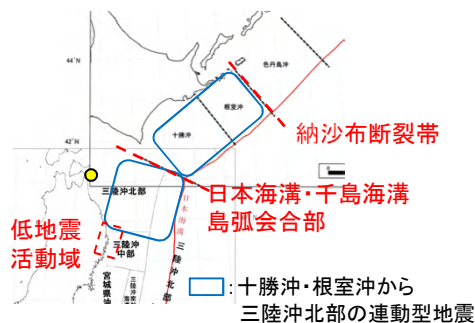 44°N
色丹島沖
根室沖
十勝沖
納沙布断裂帯
42°N
三陸沖北部
日本海溝・千島海溝
島弧会合部
日本海溝
低地震
活動域
三陸沖
中部
三陸沖北部
宮城県沖
:十勝沖・根室沖から
三陸沖北部の連動型地震